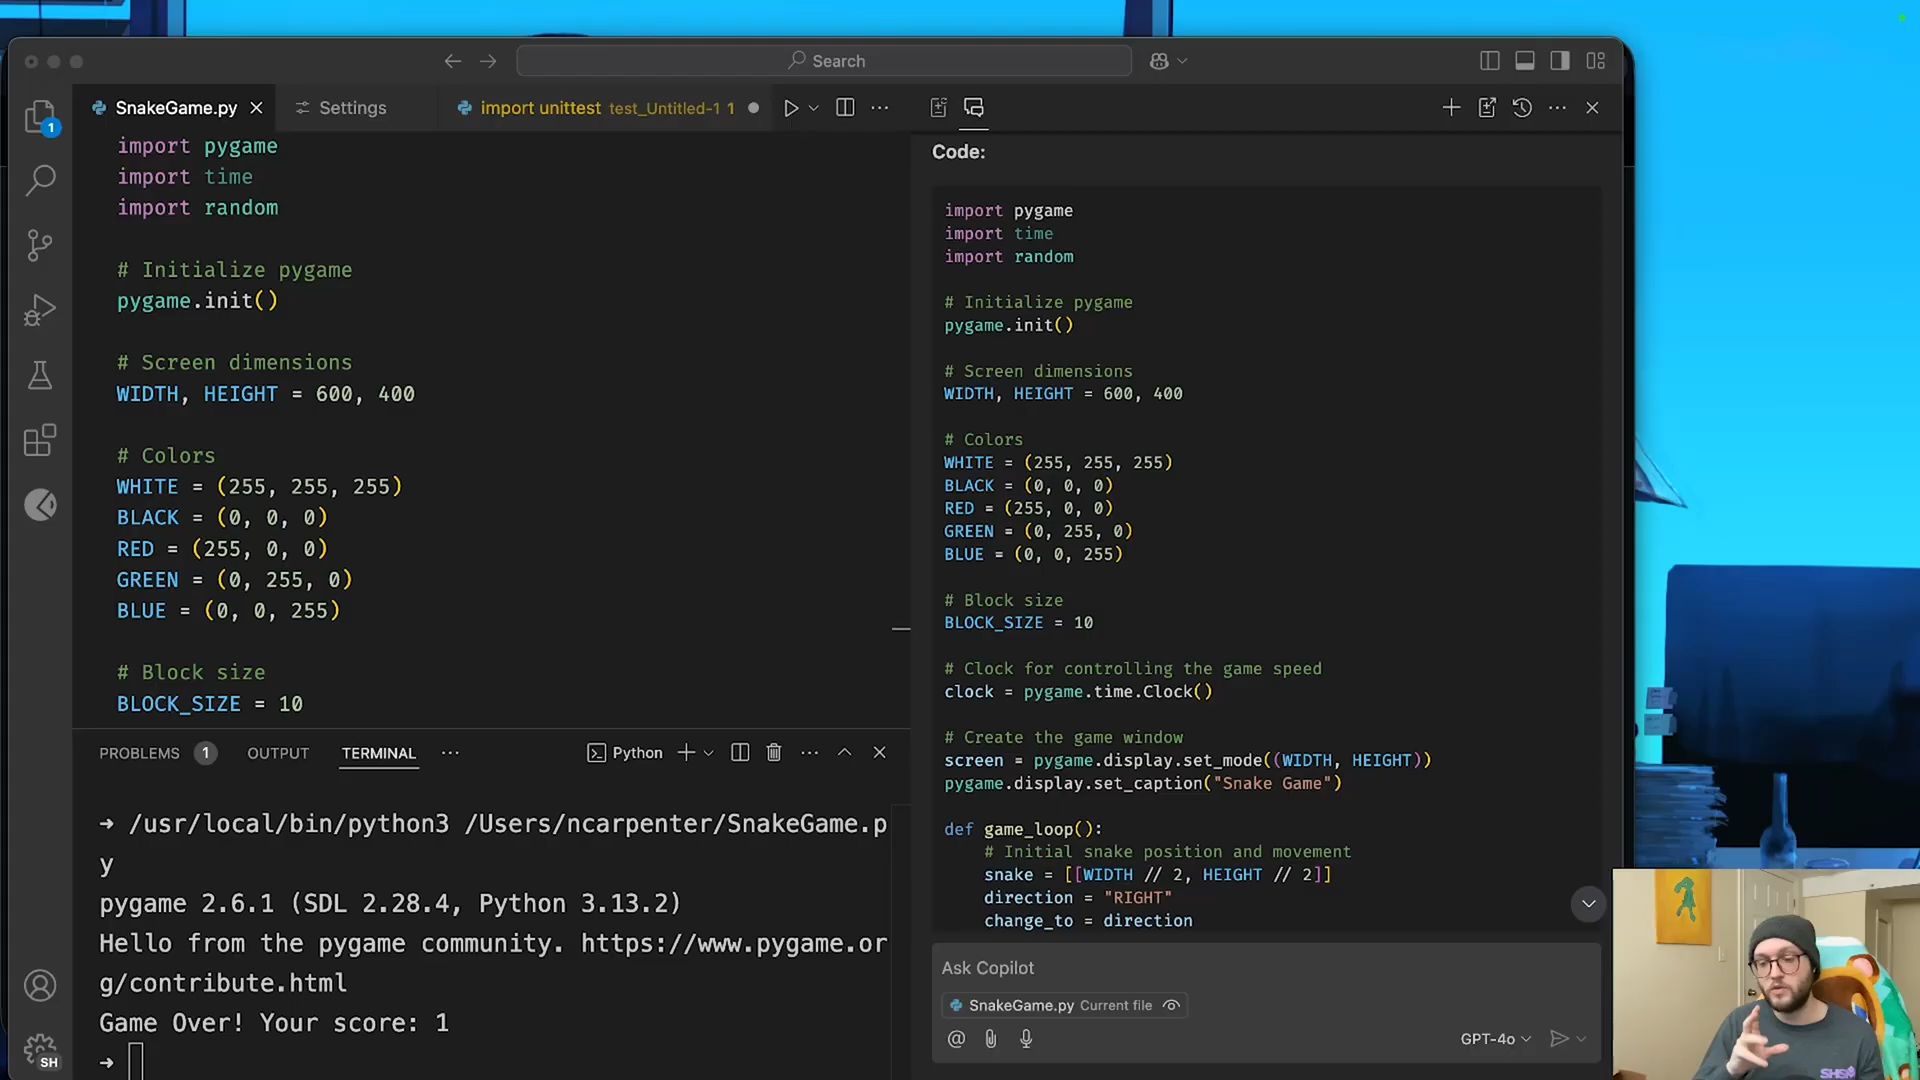 Search
SnakeGame.py
Settings
import unittest test_Untitled-1 1
1
import pygame
import time
import random
# Initialize pygame
pygame.init()
# Screen dimensions
WIDTH, HEIGHT = 600, 400
# Colors
WHITE = (255, 255, 255)
BLACK = (0, 0, 0)
RED = (255, 0, 0)
GREEN = (0, 255, 0)
BLUE = (0, 0, 255)
# Block size
BLOCK_SIZE = 10
PROBLEMS 1 OUTPUT TERMINAL ··· Python
→ /usr/local/bin/python3 /Users/ncarpenter/SnakeGame.p
y
pygame 2.6.1 (SDL 2.28.4, Python 3.13.2)
Hello from the pygame community. https://www.pygame.or
g/contribute.html
Game Over! Your score: 1
→
SH
Code:
import pygame
import time
import random
# Initialize pygame
pygame.init()
# Screen dimensions
WIDTH, HEIGHT = 600, 400
# Colors
WHITE = (255, 255, 255)
BLACK = (0, 0, 0)
RED = (255, 0, 0)
GREEN = (0, 255, 0)
BLUE = (0, 0, 255)
# Block size
BLOCK_SIZE = 10
# Clock for controlling the game speed
clock = pygame.time.Clock()
# Create the game window
screen = pygame.display.set_mode((WIDTH, HEIGHT))
pygame.display.set_caption("Snake Game")
def game_loop():
# Initial snake position and movement
snake = [[WIDTH // 2, HEIGHT // 2]]
direction = "RIGHT"
change_to = direction
Ask Copilot
SnakeGame.py Current file
@
GPT-4o